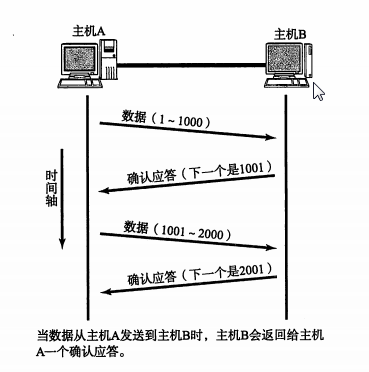 主机A
主机B
数据（1～1000）
确认应答（下一个是1001）
时间轴
数据（1001～2000）
确认应答（下一个是2001）
当数据从主机A发送到主机B时，主机B会返回给主机
A一个确认应答。